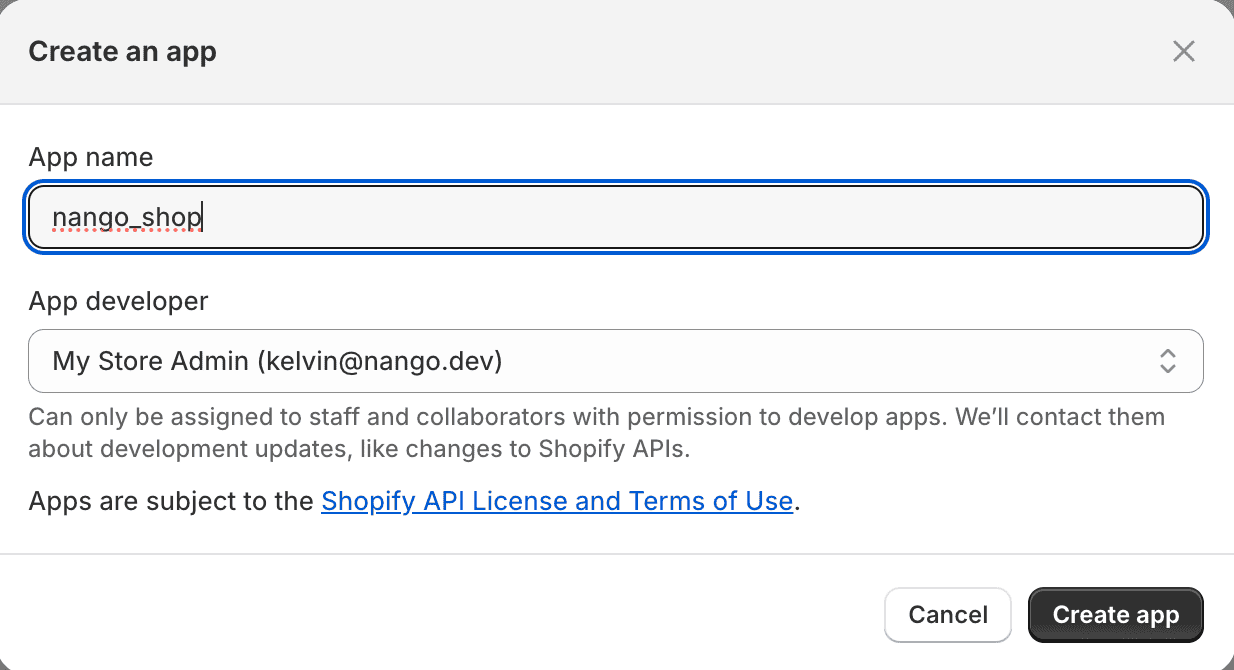 Create an app
App name
nango_shop
App developer
My Store Admin (kelvin@nango.dev)
Can only be assigned to staff and collaborators with permission to develop apps. We’ll contact them
about development updates, like changes to Shopify APIs.
Apps are subject to the Shopify API License and Terms of Use.
Cancel
Create app